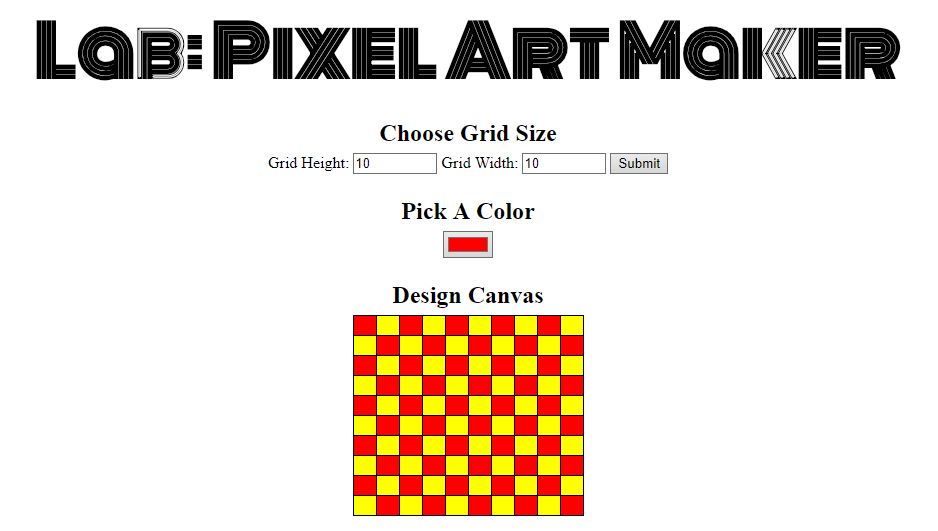 Lab: Pixel Art Maker
Choose Grid Size
Grid Height: 10 Grid Width: 10 Submit
Pick A Color
Design Canvas